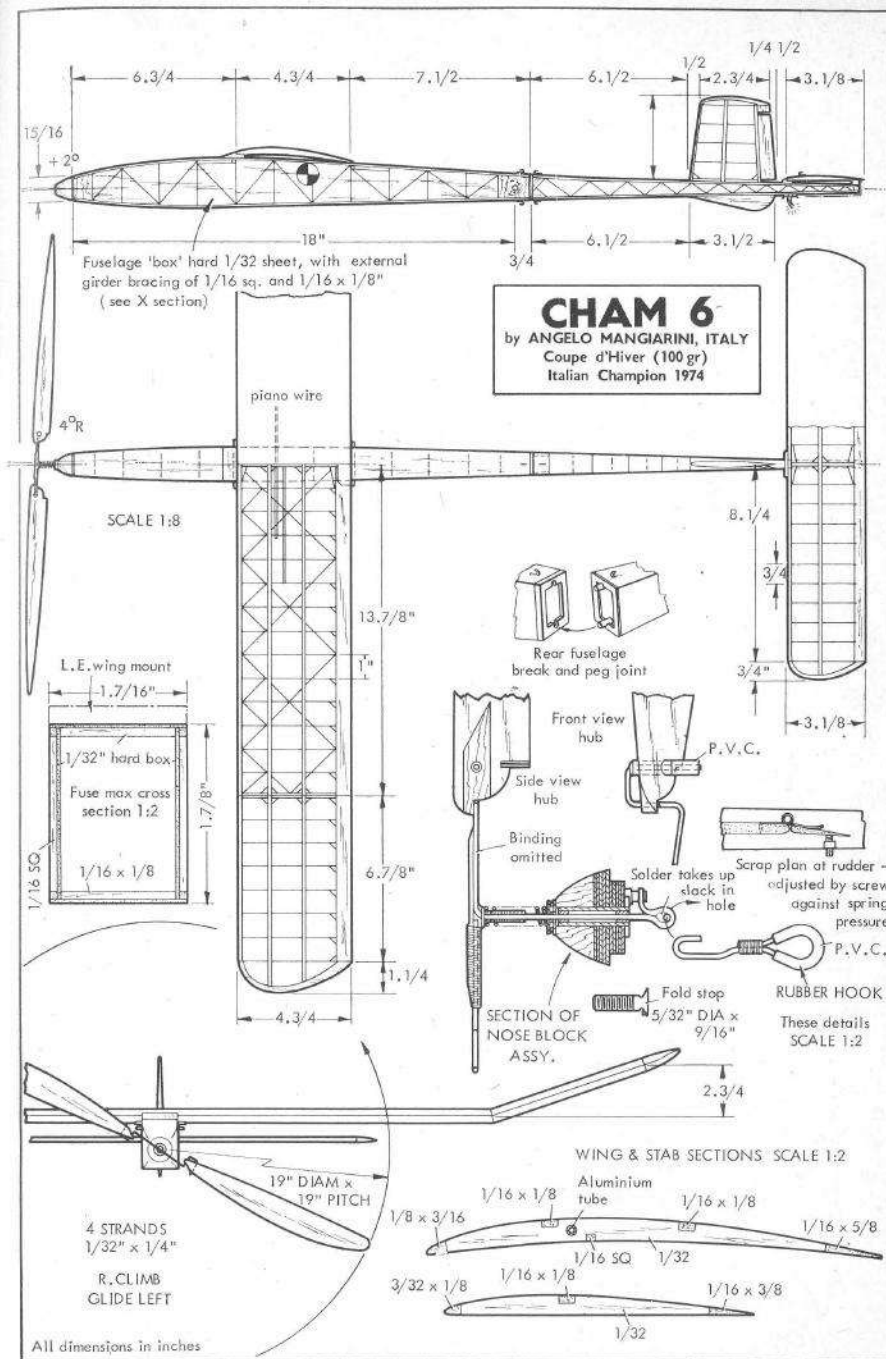 6.3/4
4.3/4
7.1/2
6.1/2
1/2
1/4 1/2
2.3/4
3.1/8
15/16
+2°
18"
3/4
6.1/2
3.1/2
Fuselage 'box' hard 1/32 sheet, with external
girder bracing of 1/16 sq. and 1/16 x 1/8"
( see X section)
CHAM 6
by ANGELO MANGIARINI, ITALY
Coupe d'Hiver (100 gr)
Italian Champion 1974
piano wire
4°R
SCALE 1:8
13.7/8"
1"
6.7/8"
1.1/4
4.3/4
8.1/4
3/4
3/4"
3.1/8
Rear fuselage
break and peg joint
L.E.wing mount
1.7/16"
1/32" hard box
Fuse max cross
section 1:2
1.7/8"
1/16 SQ
1/16 x 1/8
Side view
hub
Front view
hub
P.V.C.
Binding
omitted
Solder takes up
slack in
hole
Scrap plan at rudder -
adjusted by screw
against spring
pressure
P.V.C.
RUBBER HOOK
SECTION OF
NOSE BLOCK
ASSY.
Fold stop
5/32" DIA x
9/16"
These details
SCALE 1:2
2.3/4
19" DIAM x
19" PITCH
4 STRANDS
1/32" x 1/4"
R.CLIMB
GLIDE LEFT
WING & STAB SECTIONS SCALE 1:2
1/8 x 3/16
1/16 x 1/8
Aluminium
tube
1/16 x 1/8
1/16 x 5/8
1/16 SQ
1/32
3/32 x 1/8
1/16 x 1/8
1/16 x 3/8
1/32
All dimensions in inches